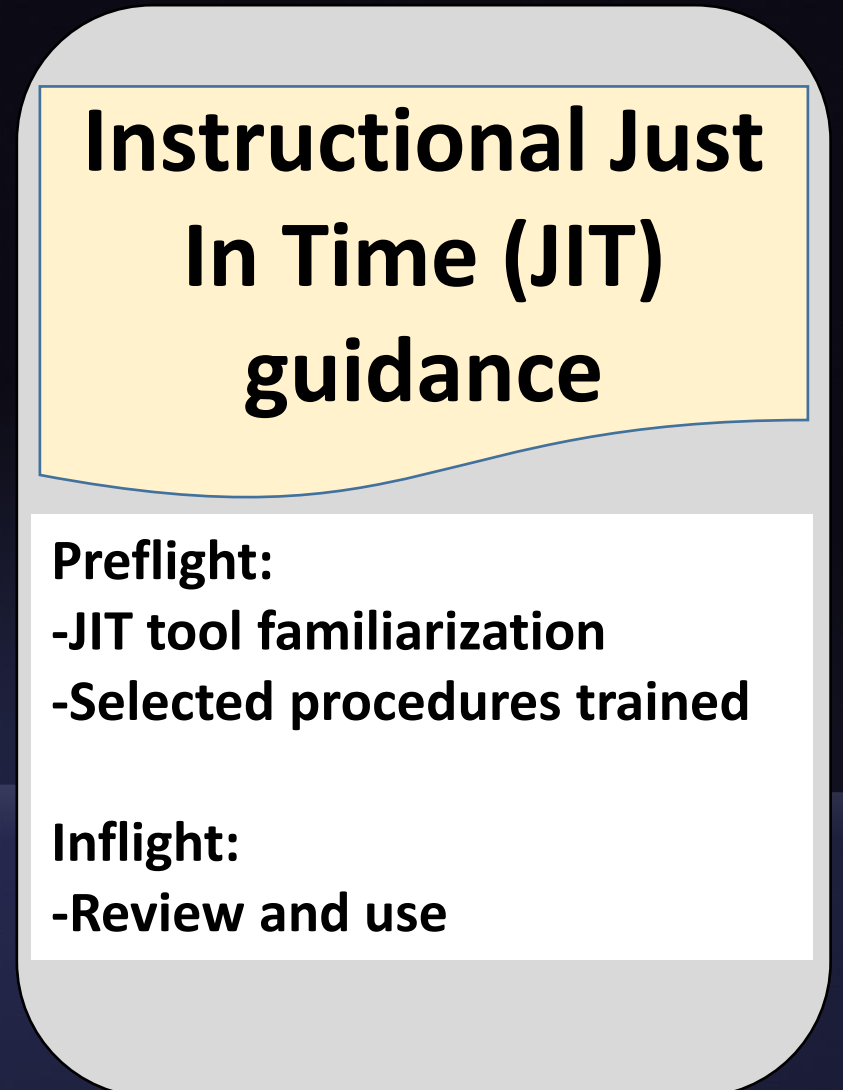 Instructional Just
In Time (JIT)
guidance
Preflight:
-JIT tool familiarization
-Selected procedures trained
Inflight:
-Review and use